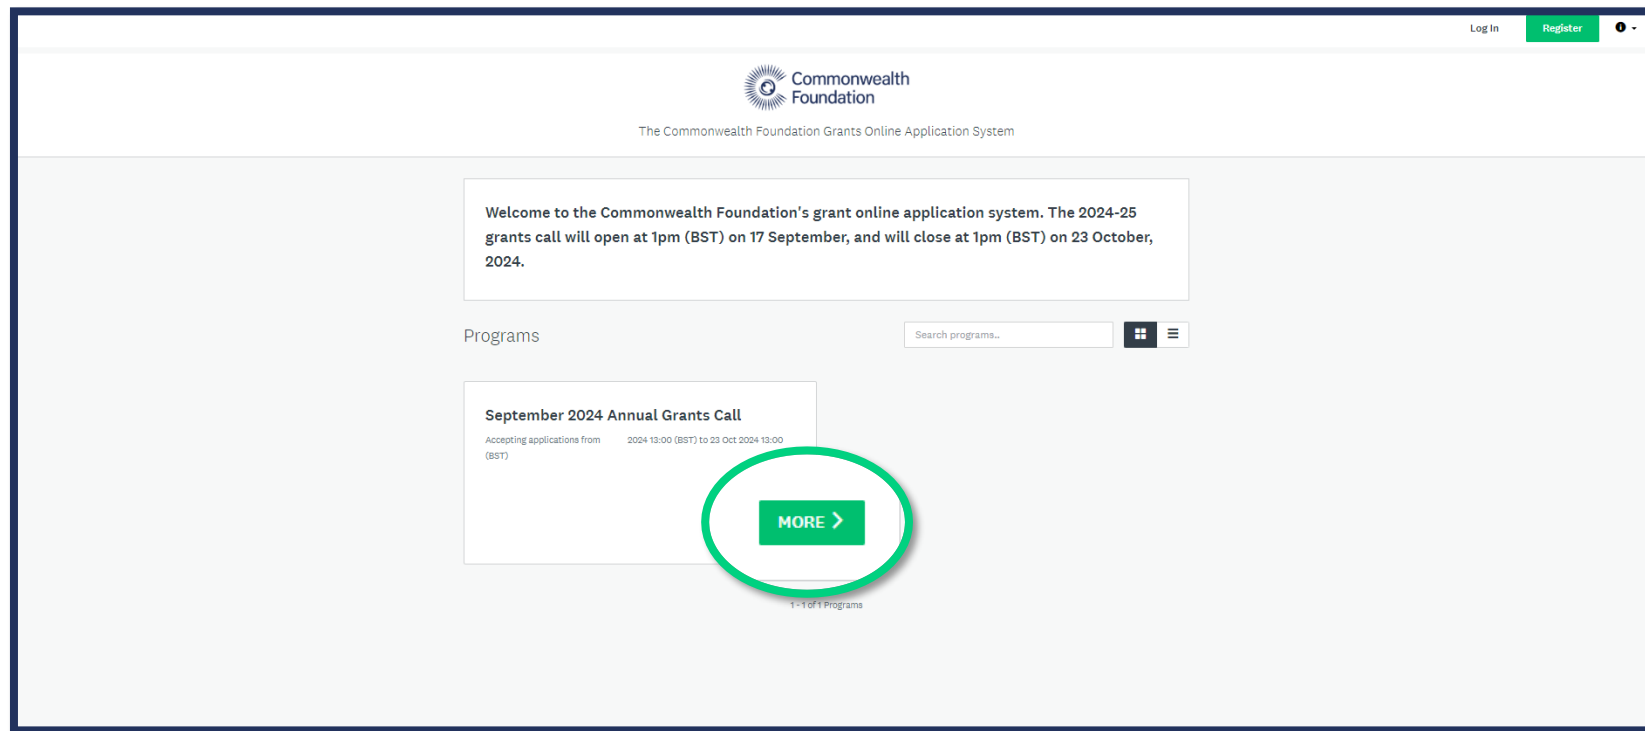 Log In Register
Commonwealth
Foundation
The Commonwealth Foundation Grants Online Application System
Welcome to the Commonwealth Foundation's grant online application system. The 2024-25
grants call will open at 1pm (BST) on 17 September, and will close at 1pm (BST) on 23 October,
2024.
Programs
Search programs..
September 2024 Annual Grants Call
Accepting applications from 2024 13:00 (BST) to 23 Oct 2024 13:00
(BST)
MORE
1 - 1 of 1 Programs